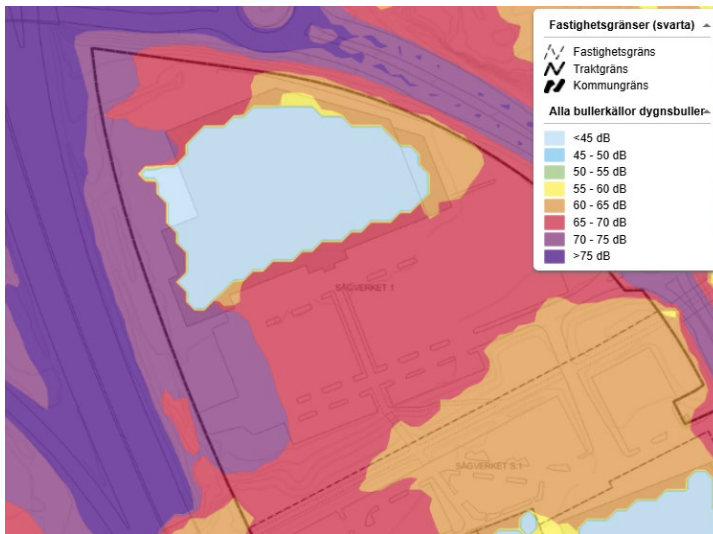 Fastighetsgränser (svarta)
Fastighetsgräns
Traktgräns
Kommungräns
Alla bullerkällor dygnsbuller
<45 dB
45 - 50 dB
50 - 55 dB
55 - 60 dB
60 - 65 dB
65 - 70 dB
70 - 75 dB
>75 dB
SÅGVERKET 1
SÅGVERKET S:1